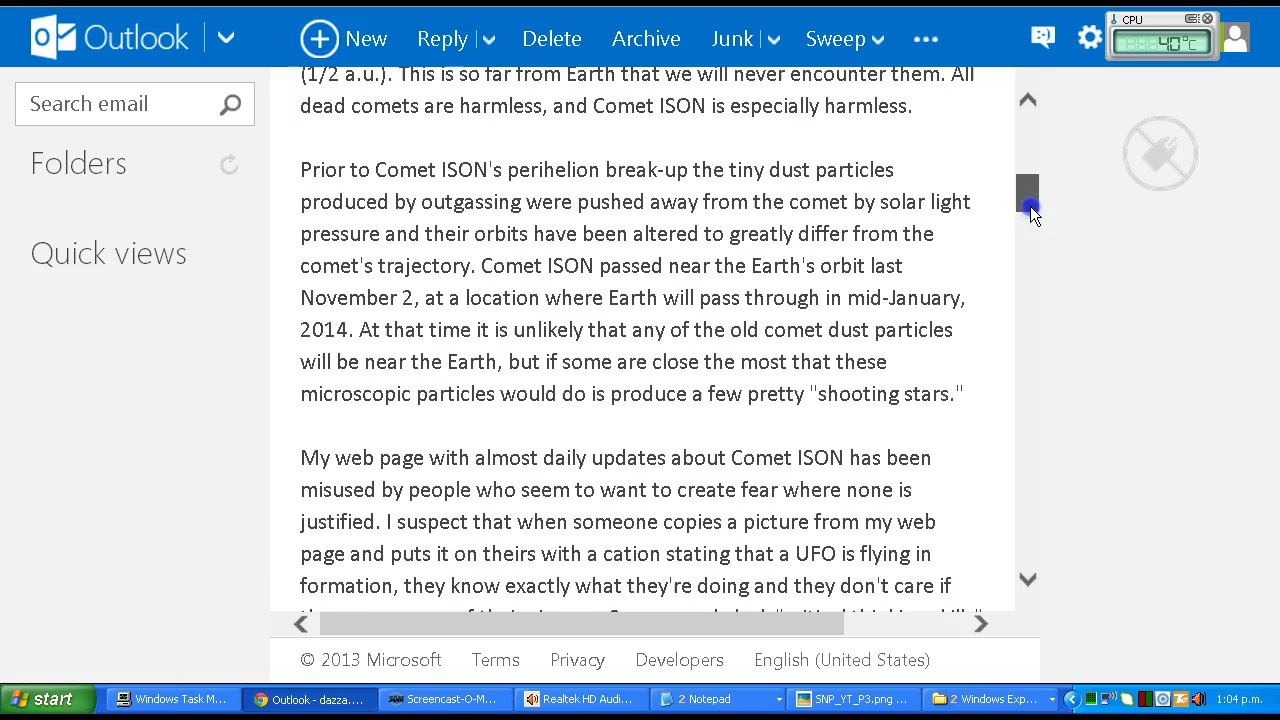 Outlook
New
Reply
Delete
Archive
Junk
Sweep
CPU
40°C
Search email
Folders
Quick views
(1/2 a.u.). This is so far from Earth that we will never encounter them. All
dead comets are harmless, and Comet ISON is especially harmless.
Prior to Comet ISON's perihelion break-up the tiny dust particles
produced by outgassing were pushed away from the comet by solar light
pressure and their orbits have been altered to greatly differ from the
comet's trajectory. Comet ISON passed near the Earth's orbit last
November 2, at a location where Earth will pass through in mid-January,
2014. At that time it is unlikely that any of the old comet dust particles
will be near the Earth, but if some are close the most that these
microscopic particles would do is produce a few pretty "shooting stars."
My web page with almost daily updates about Comet ISON has been
misused by people who seem to want to create fear where none is
justified. I suspect that when someone copies a picture from my web
page and puts it on theirs with a cation stating that a UFO is flying in
formation, they know exactly what they're doing and they don't care if
© 2013 Microsoft
Terms
Privacy
Developers
English (United States)
start
Windows Task M...
Outlook - dazza....
Screencast-O-M...
Realtek HD Audi...
2 Notepad
SNP_YT_P3.png ...
2 Windows Exp...
1:04 p.m.